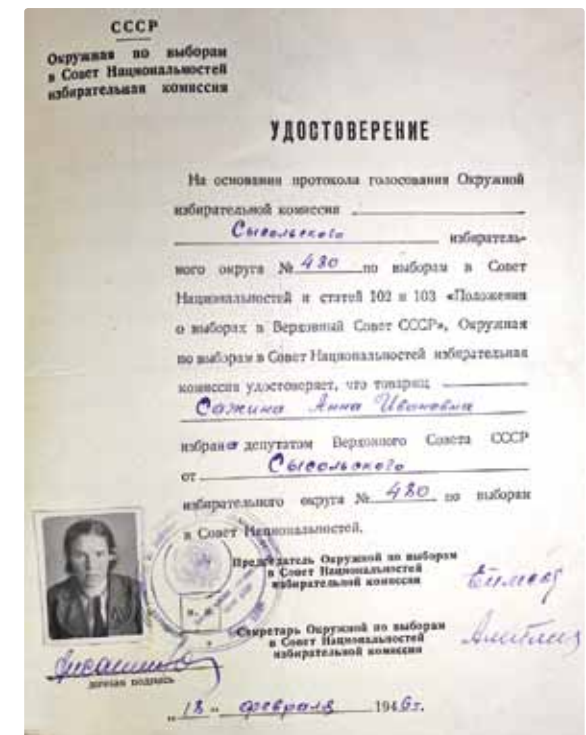 СССР
Окружная по выборам
в Совет Национальностей
избирательная комиссия
УДОСТОВЕРЕНИЕ
На основании протокола голосования Окружной
избирательной комиссии
Сысольского избиратель-
ного округа № 480 по выборам в Совет
Национальностей и статей 102 и 103 «Положения
о выборах в Верховный Совет СССР», Окружная
по выборам в Совет Национальностей избирательная
комиссия удостоверяет, что товарищ
Сажина Анна Ивановна
избрана депутатом Верховного Совета СССР
от Сысольского
избирательного округа № 480 по выборам
в Совет Национальностей.
Председатель Окружной по выборам
в Совет Национальностей
избирательной комиссии
Секретарь Окружной по выборам
в Совет Национальностей
избирательной комиссии
личная подпись
„18“ февраля 1946 г.